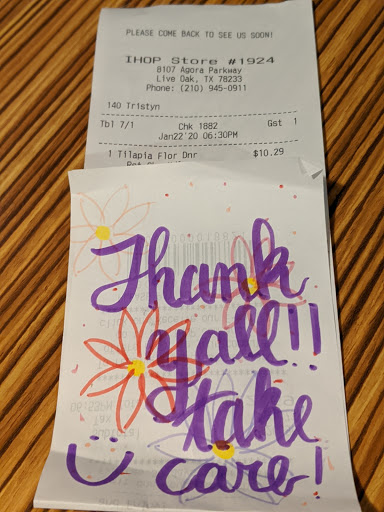 PLEASE COME BACK TO SEE US SOON!
IHOP Store #1924
8107 Agora Parkway
Live Oak, TX 78233
Phone: (210) 945-0911
140 Tristyn
Tbl 7/1 Chk 1882 Gst 1
Jan22'20 06:30PM
1 Tilapia Flor Dnr $10.29
Thank
y'all!!
take
care!